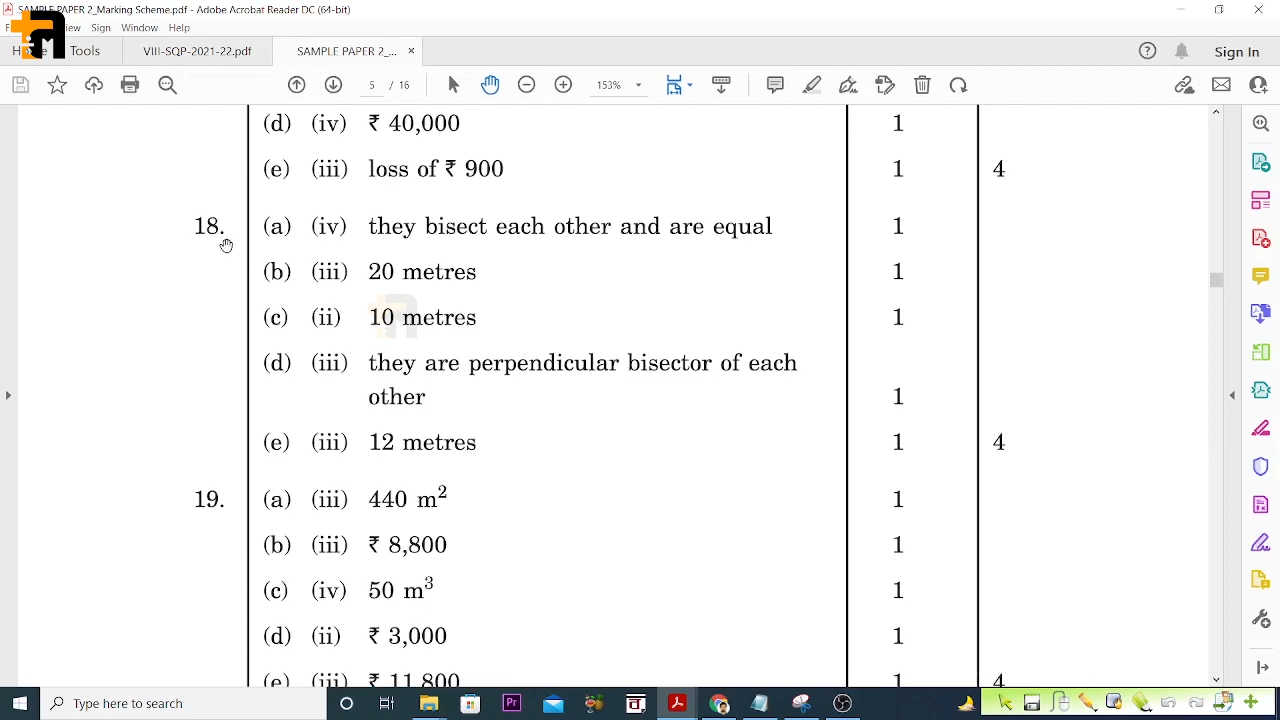 SAMPLE PAPER 2_Marking Scheme.pdf - Adobe Acrobat Reader DC (64-bit)
View Sign Window Help
Tools VIII-SQP-2021-22.pdf SAMPLE PAPER 2_... × Sign In
5 / 16 153%
(d) (iv) ₹ 40,000 1
(e) (iii) loss of ₹ 900 1 4
18. (a) (iv) they bisect each other and are equal 1
(b) (iii) 20 metres 1
(c) (ii) 10 metres 1
(d) (iii) they are perpendicular bisector of each
other 1
(e) (iii) 12 metres 1 4
19. (a) (iii) 440 m² 1
(b) (iii) ₹ 8,800 1
(c) (iv) 50 m³ 1
(d) (ii) ₹ 3,000 1
(e) (iii) ₹ 11,800 1 4
Type here to search